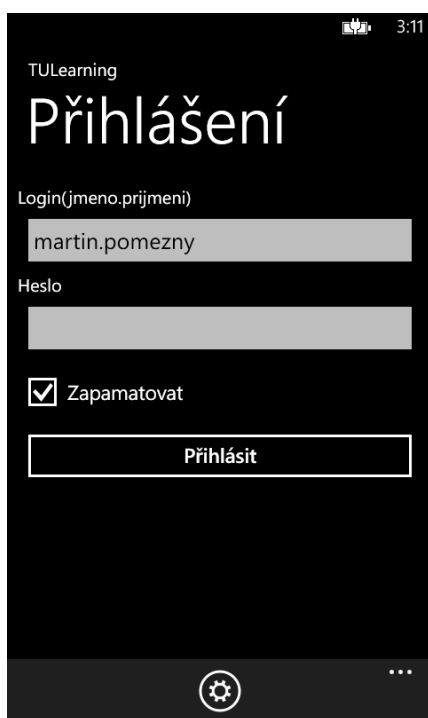 3:11
TULearning
Přihlášení
Login(jmeno.prijmeni)
martin.pomezny
Heslo
Zapamatovat
Přihlásit